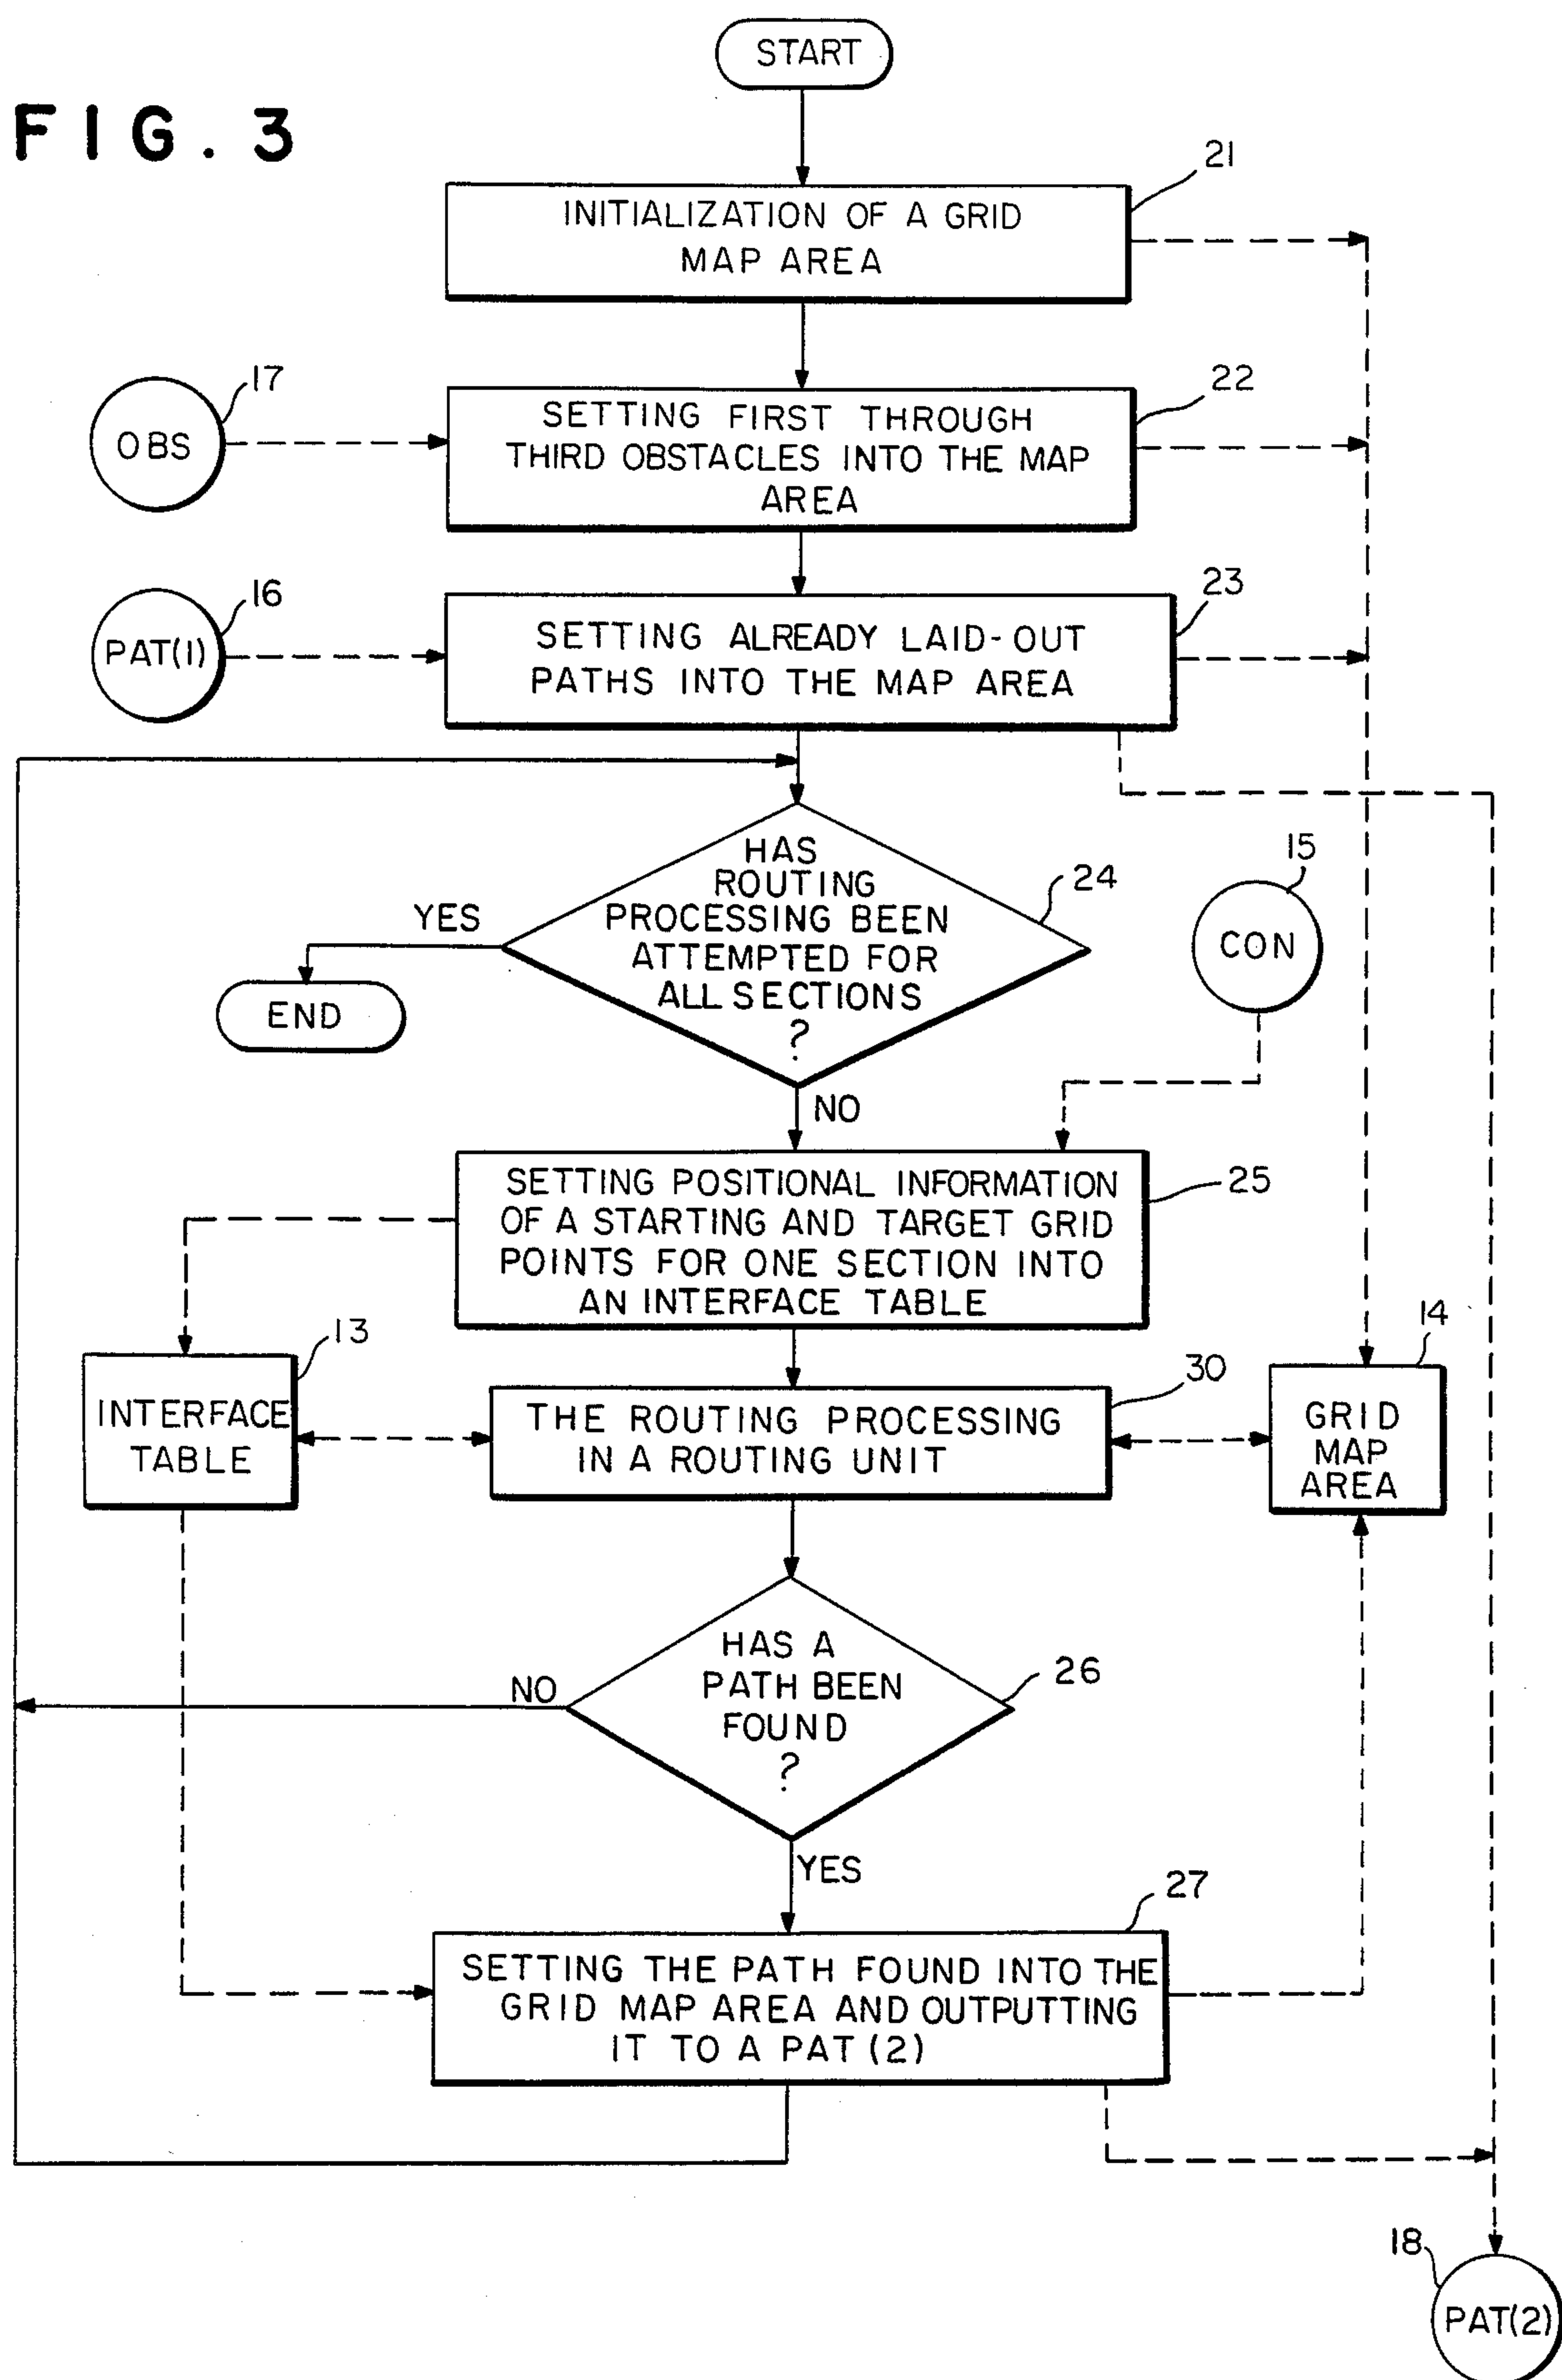 START
FIG. 3
21
INITIALIZATION OF A GRID
MAP AREA
17
OBS
22
SETTING FIRST THROUGH
THIRD OBSTACLES INTO THE MAP
AREA
16
PAT(1)
23
SETTING ALREADY LAID-OUT
PATHS INTO THE MAP AREA
24
HAS
ROUTING
PROCESSING BEEN
ATTEMPTED FOR
ALL SECTIONS
?
YES
END
15
CON
NO
25
SETTING POSITIONAL INFORMATION
OF A STARTING AND TARGET GRID
POINTS FOR ONE SECTION INTO
AN INTERFACE TABLE
13
INTERFACE
TABLE
30
THE ROUTING PROCESSING
IN A ROUTING UNIT
14
GRID
MAP
AREA
26
HAS A
PATH BEEN
FOUND
?
NO
YES
27
SETTING THE PATH FOUND INTO THE
GRID MAP AREA AND OUTPUTTING
IT TO A PAT (2)
18
PAT(2)